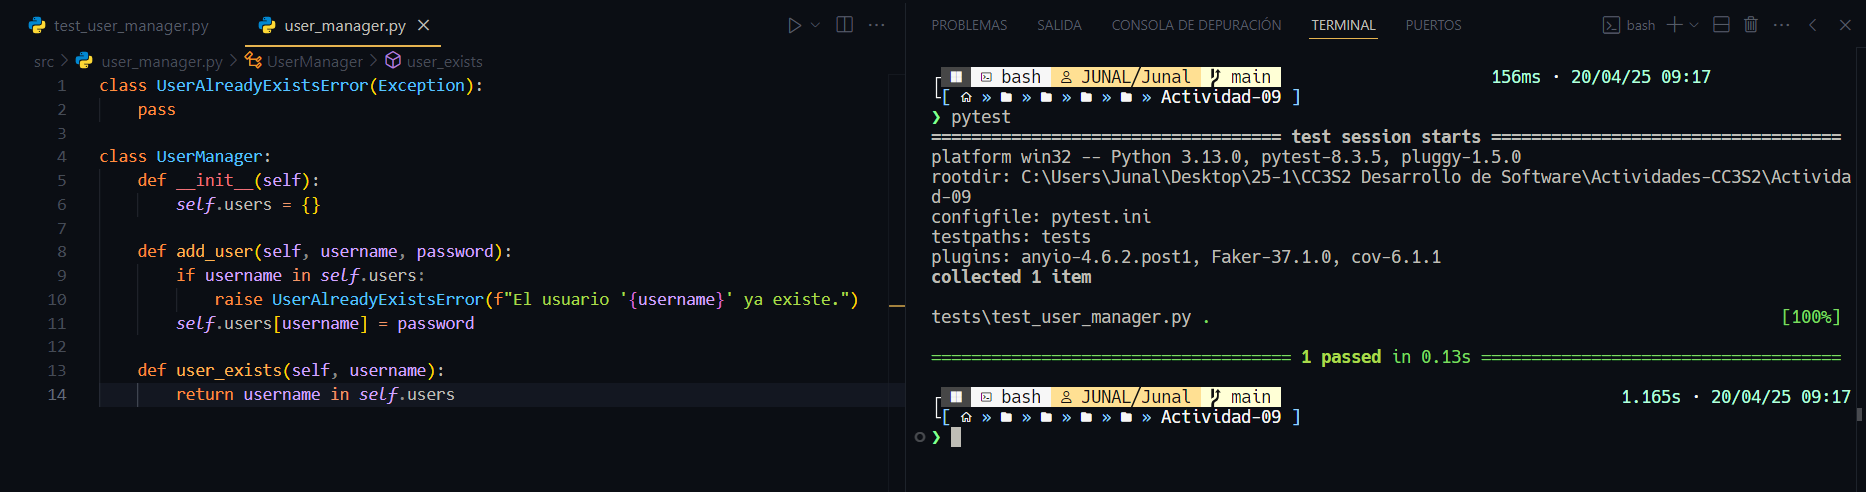 test_user_manager.py
user_manager.py
src > user_manager.py > UserManager > user_exists
1 class UserAlreadyExistsError(Exception):
2     pass
3
4 class UserManager:
5     def __init__(self):
6         self.users = {}
7
8     def add_user(self, username, password):
9         if username in self.users:
10             raise UserAlreadyExistsError(f"El usuario '{username}' ya existe.")
11         self.users[username] = password
12
13     def user_exists(self, username):
14         return username in self.users
PROBLEMAS SALIDA CONSOLA DE DEPURACIÓN TERMINAL PUERTOS bash
bash JUNAL/Junal main 156ms · 20/04/25 09:17
[ » » » » » Actividad-09 ]
❯ pytest
=================================== test session starts ===================================
platform win32 -- Python 3.13.0, pytest-8.3.5, pluggy-1.5.0
rootdir: C:\Users\Junal\Desktop\25-1\CC3S2 Desarrollo de Software\Actividades-CC3S2\Activida
d-09
configfile: pytest.ini
testpaths: tests
plugins: anyio-4.6.2.post1, Faker-37.1.0, cov-6.1.1
collected 1 item
tests\test_user_manager.py . [100%]
==================================== 1 passed in 0.13s ====================================
bash JUNAL/Junal main 1.165s · 20/04/25 09:17
[ » » » » » Actividad-09 ]
❯